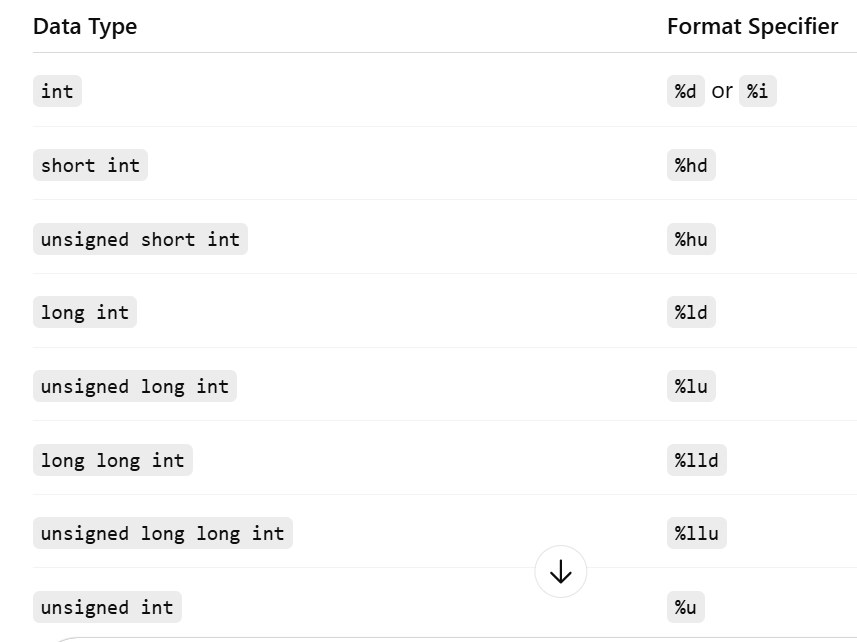 Data Type Format Specifier
int %d or %i
short int %hd
unsigned short int %hu
long int %ld
unsigned long int %lu
long long int %lld
unsigned long long int %llu
unsigned int %u